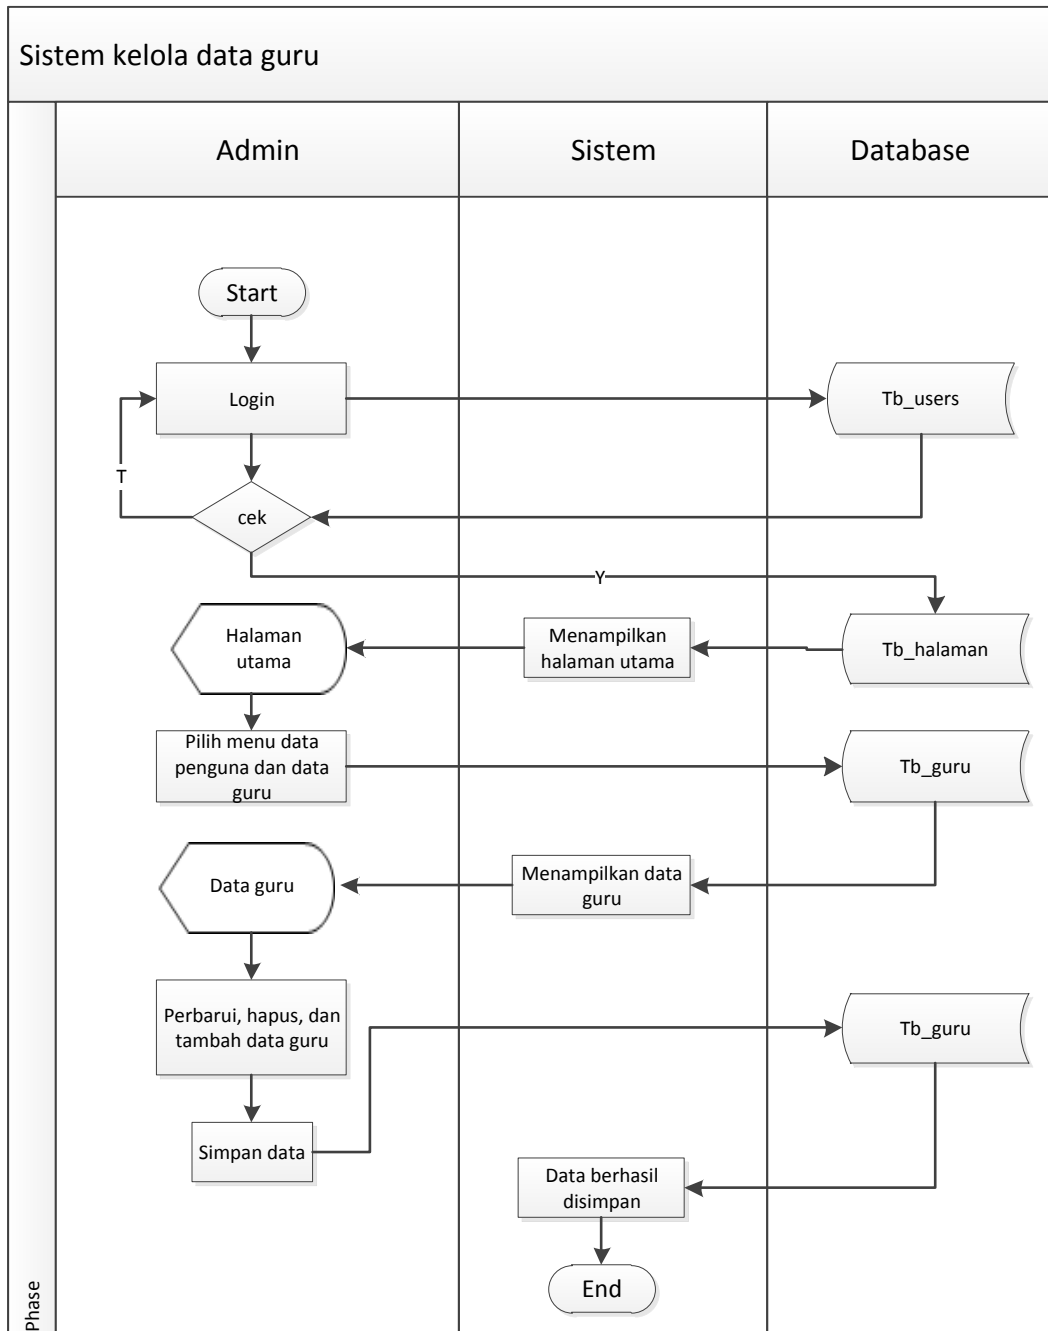 Sistem kelola data guru
Admin
Sistem
Database
Start
Login
Tb_users
T
cek
Y
Halaman
utama
Menampilkan
halaman utama
Tb_halaman
Pilih menu data
penguna dan data
guru
Tb_guru
Data guru
Menampilkan data
guru
Perbarui, hapus, dan
tambah data guru
Tb_guru
Simpan data
Data berhasil
disimpan
End
Phase